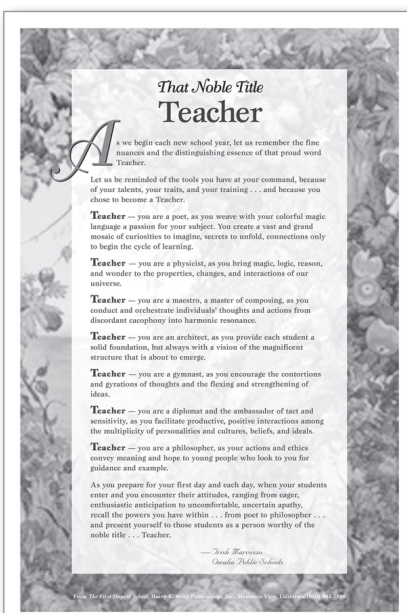 That Noble Title
Teacher
As we begin each new school year, let us remember the fine
nuances and the distinguishing essence of that proud word
Teacher.
Let us be reminded of the tools you have at your command, because
of your talents, your traits, and your training . . . and because you
chose to become a Teacher.
Teacher — you are a poet, as you weave with your colorful magic
language a passion for your subject. You create a vast and grand
mosaic of curiosities to imagine, secrets to unfold, connections only
to begin the cycle of learning.
Teacher — you are a physicist, as you bring magic, logic, reason,
and wonder to the properties, changes, and interactions of our
universe.
Teacher — you are a maestro, a master of composing, as you
conduct and orchestrate individuals' thoughts and actions from
discordant cacophony into harmonic resonance.
Teacher — you are an architect, as you provide each student a
solid foundation, but always with a vision of the magnificent
structure that is about to emerge.
Teacher — you are a gymnast, as you encourage the contortions
and gyrations of thoughts and the flexing and strengthening of
ideas.
Teacher — you are a diplomat and the ambassador of tact and
sensitivity, as you facilitate productive, positive interactions among
the multiplicity of personalities and cultures, beliefs, and ideals.
Teacher — you are a philosopher, as your actions and ethics
convey meaning and hope to young people who look to you for
guidance and example.
As you prepare for your first day and each day, when your students
enter and you encounter their attitudes, ranging from eager,
enthusiastic anticipation to uncomfortable, uncertain apathy,
recall the powers you have within . . . from poet to philosopher . . .
and present yourself to those students as a person worthy of the
noble title . . . Teacher.
— Trish Marcuzzo
Omaha Public Schools
From The First Days of School, Harry K. Wong Publications, Inc., Mountain View, California